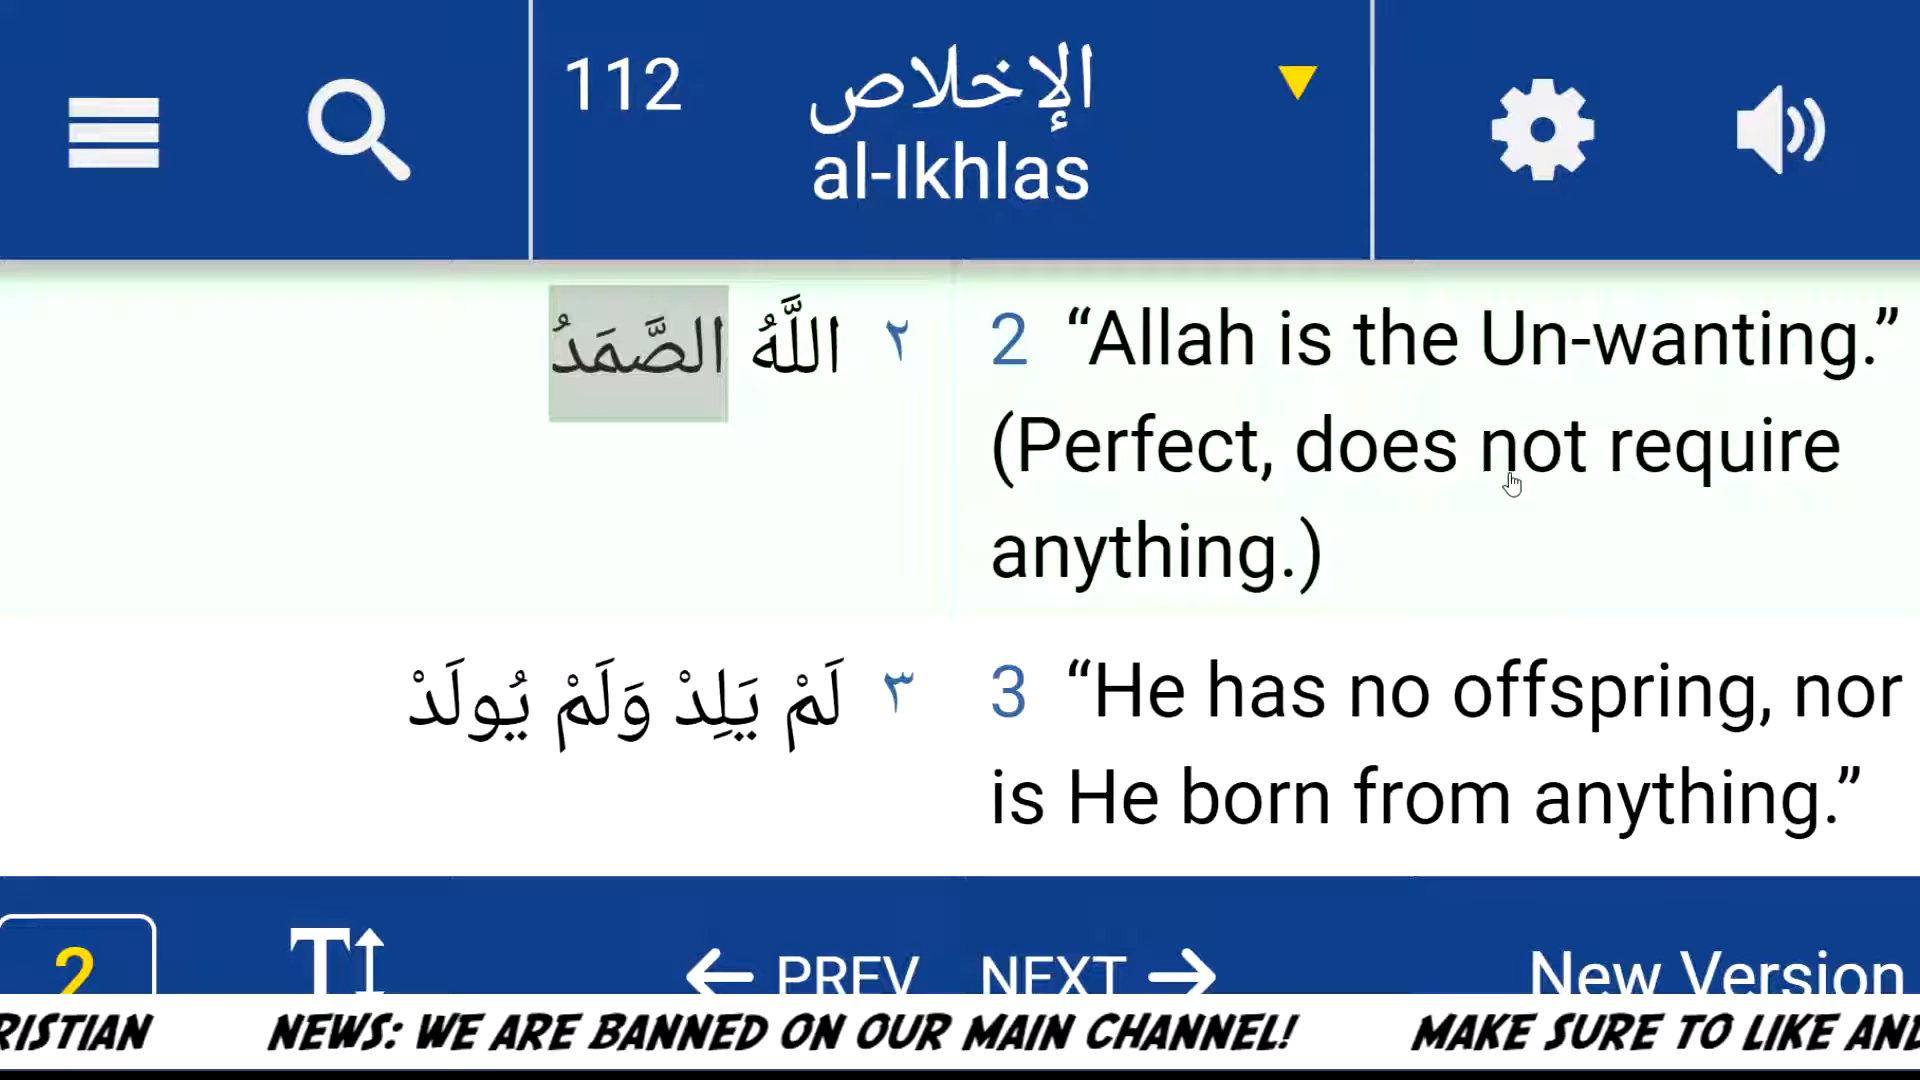 112
الإخلاص
al-Ikhlas
٢ اللَّهُ الصَّمَدُ
2 “Allah is the Un-wanting.”
(Perfect, does not require
anything.)
٣ لَمْ يَلِدْ وَلَمْ يُولَدْ
3 “He has no offspring, nor
is He born from anything.”
2 T ← PREV NEXT → New Version
RISTIAN NEWS: WE ARE BANNED ON OUR MAIN CHANNEL! MAKE SURE TO LIKE AND